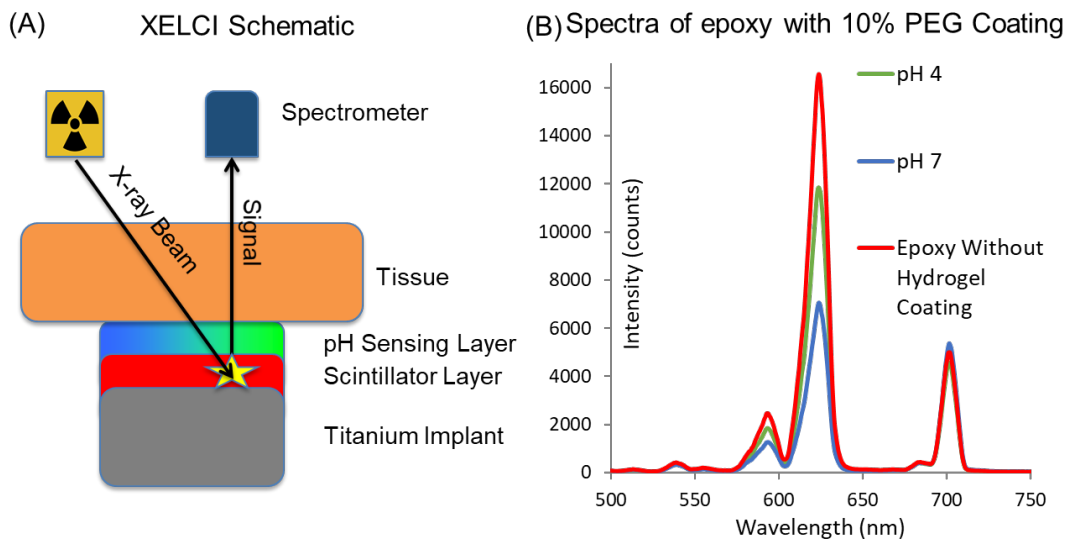 (A)
XELCI Schematic
Spectrometer
X-ray Beam
Signal
Tissue
pH Sensing Layer
Scintillator Layer
Titanium Implant
(B) Spectra of epoxy with 10% PEG Coating
Intensity (counts)
16000
14000
12000
10000
8000
6000
4000
2000
0
500
550
600
650
700
750
Wavelength (nm)
pH 4
pH 7
Epoxy Without
Hydrogel
Coating